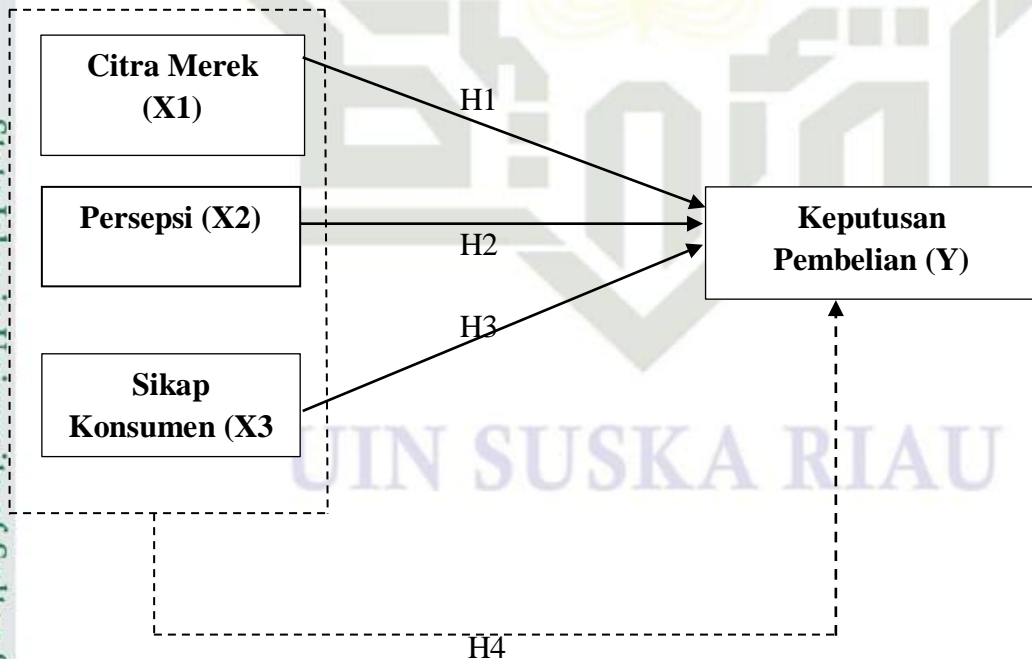 Citra Merek
(X1)
H1
Persepsi (X2)
H2
Keputusan
Pembelian (Y)
H3
Sikap
Konsumen (X3
UIN SUSKA RIAU
H4